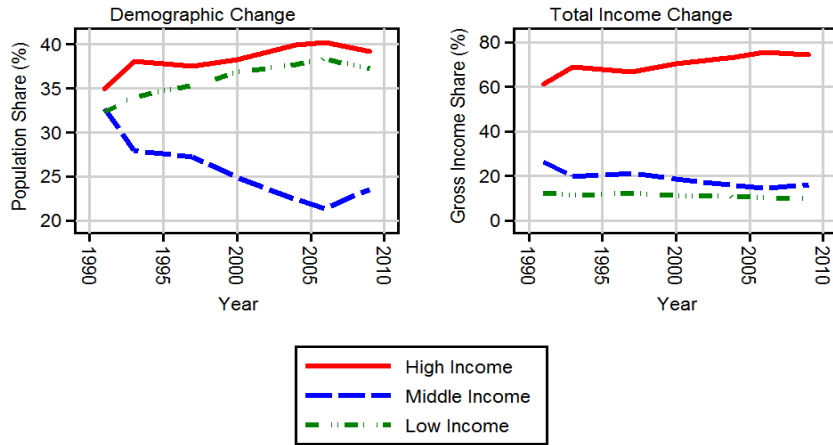 Demographic Change
Population Share (%)
40
35
30
25
20
1990
1995
2000
2005
2010
Year
Total Income Change
Gross Income Share (%)
80
60
40
20
0
1990
1995
2000
2005
2010
Year
High Income
Middle Income
Low Income